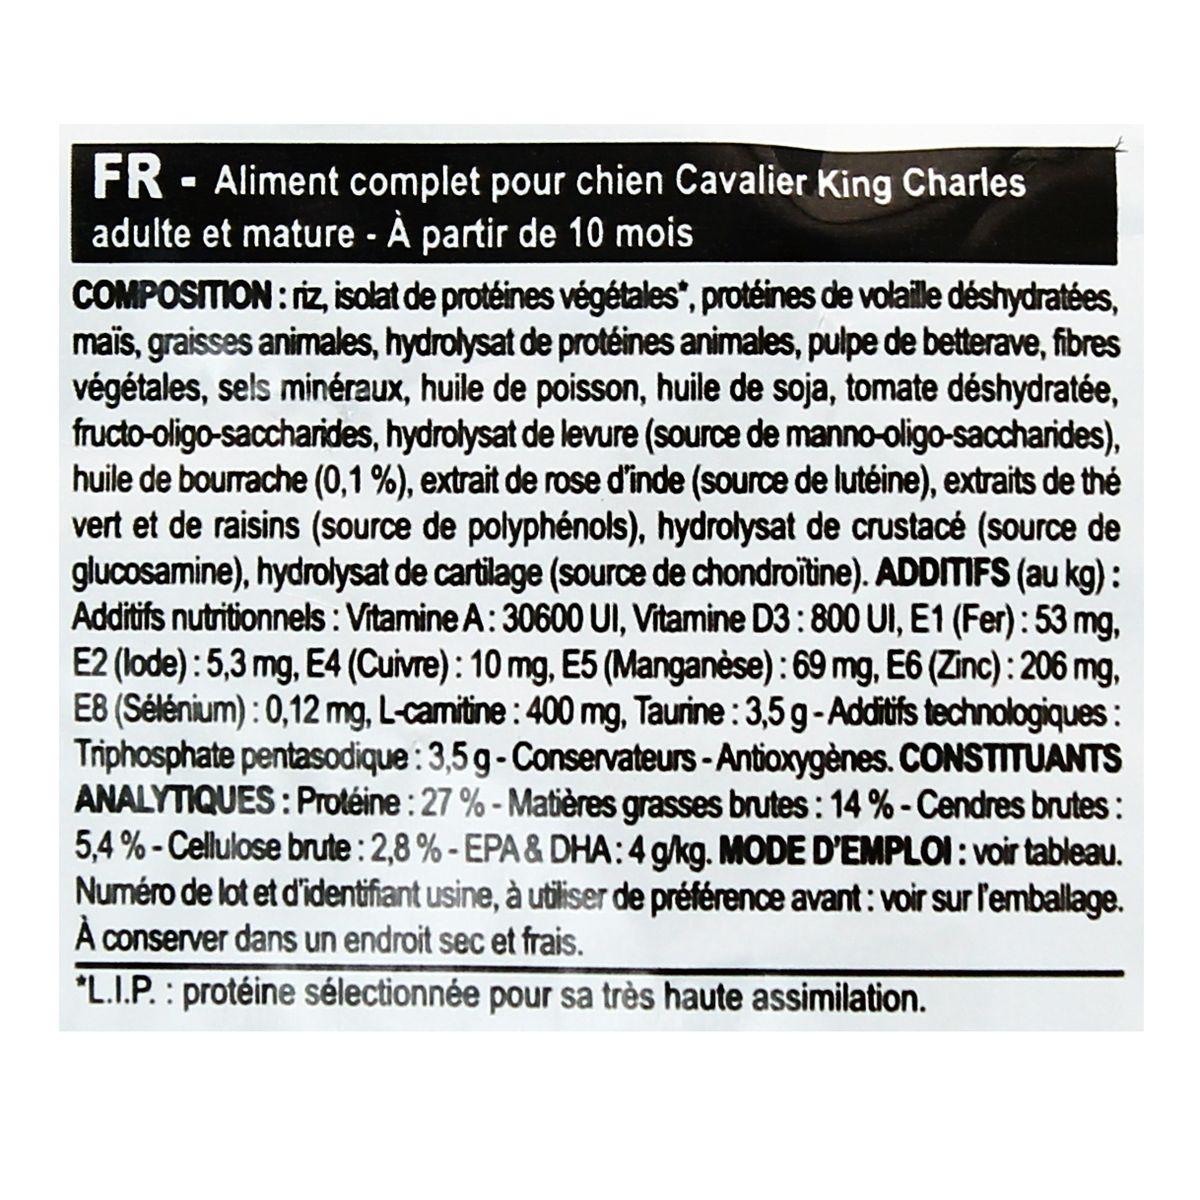 FR - Aliment complet pour chien Cavalier King Charles
adulte et mature - À partir de 10 mois
COMPOSITION : riz, isolat de protéines végétales*, protéines de volaille déshydratées,
maïs, graisses animales, hydrolysat de protéines animales, pulpe de betterave, fibres
végétales, sels minéraux, huile de poisson, huile de soja, tomate déshydratée,
fructo-oligo-saccharides, hydrolysat de levure (source de manno-oligo-saccharides),
huile de bourrache (0,1 %), extrait de rose d'inde (source de lutéine), extraits de thé
vert et de raisins (source de polyphénols), hydrolysat de crustacé (source de
glucosamine), hydrolysat de cartilage (source de chondroïtine). ADDITIFS (au kg) :
Additifs nutritionnels : Vitamine A : 30600 UI, Vitamine D3 : 800 UI, E1 (Fer) : 53 mg,
E2 (Iode) : 5,3 mg, E4 (Cuivre) : 10 mg, E5 (Manganèse) : 69 mg, E6 (Zinc) : 206 mg,
E8 (Sélénium) : 0,12 mg, L-carnitine : 400 mg, Taurine : 3,5 g - Additifs technologiques :
Triphosphate pentasodique : 3,5 g - Conservateurs - Antioxygènes. CONSTITUANTS
ANALYTIQUES : Protéine : 27 % - Matières grasses brutes : 14 % - Cendres brutes :
5,4 % - Cellulose brute : 2,8 % - EPA & DHA : 4 g/kg. MODE D'EMPLOI : voir tableau.
Numéro de lot et d'identifiant usine, à utiliser de préférence avant : voir sur l'emballage.
À conserver dans un endroit sec et frais.
*L.I.P. : protéine sélectionnée pour sa très haute assimilation.